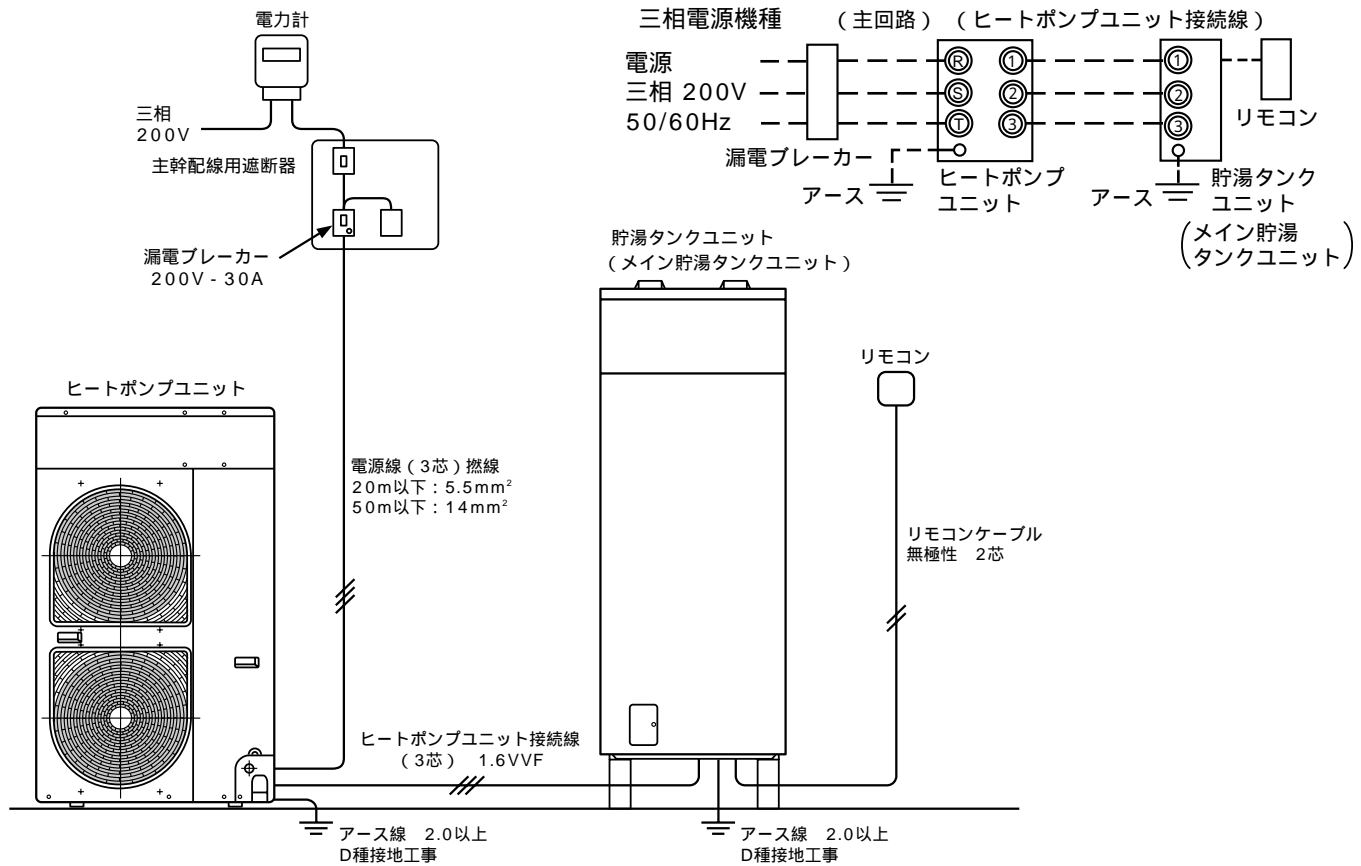 電力計
三相
200V
主幹配線用遮断器
漏電ブレーカー
200V - 30A
三相電源機種 （主回路） （ヒートポンプユニット接続線）
電源
三相 200V
50/60Hz
R
S
T
1
2
3
1
2
3
漏電ブレーカー
アース
ヒートポンプ
ユニット
アース
貯湯タンク
ユニット
（メイン貯湯
タンクユニット）
リモコン
貯湯タンクユニット
（メイン貯湯タンクユニット）
リモコン
ヒートポンプユニット
電源線（3芯）撚線
20m以下：5.5mm²
50m以下：14mm²
リモコンケーブル
無極性 2芯
ヒートポンプユニット接続線
（3芯） 1.6VVF
アース線 2.0以上
D種接地工事
アース線 2.0以上
D種接地工事